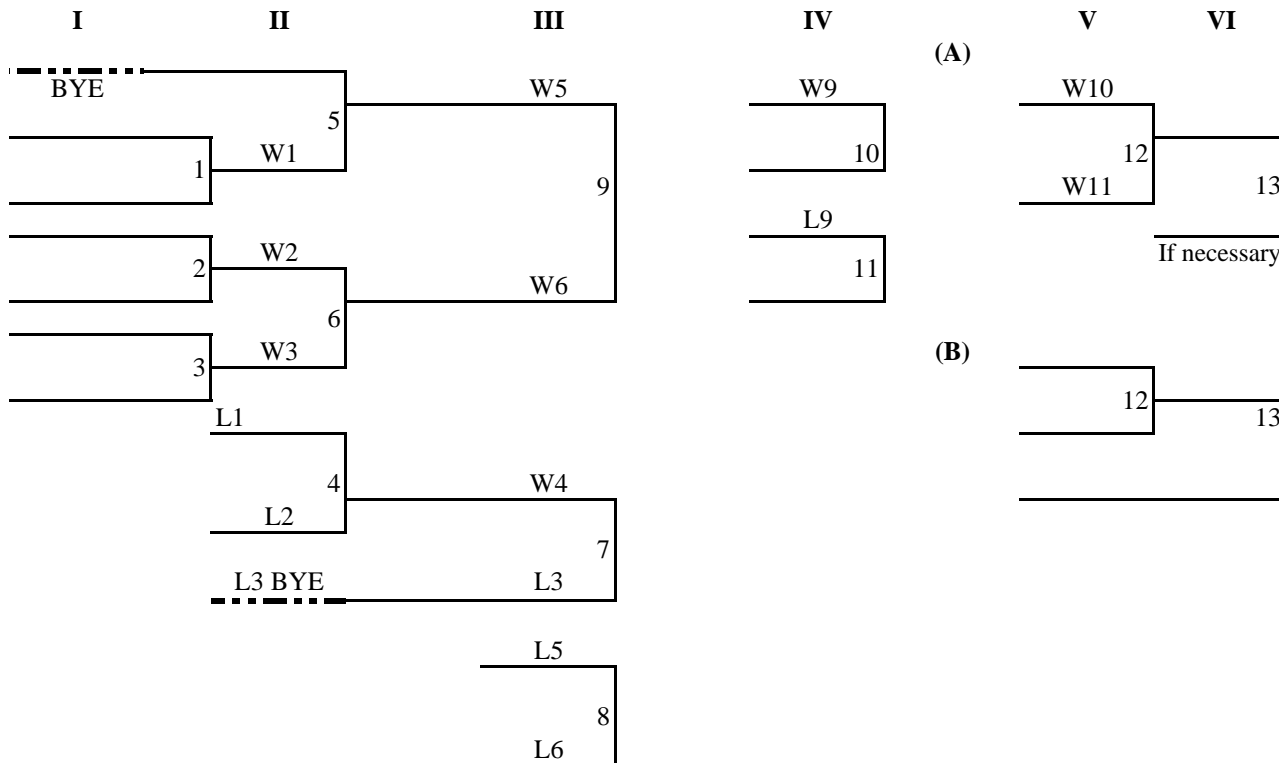 I II III IV V VI
(A)
BYE W5 W9 W10
5
W1 10 12
1
9 W11 13
L9
W2 If necessary
2 11
W6
6
W3 (B)
3
12 13
L1
4 W4
L2
7
L3 BYE L3
L5
8
L6